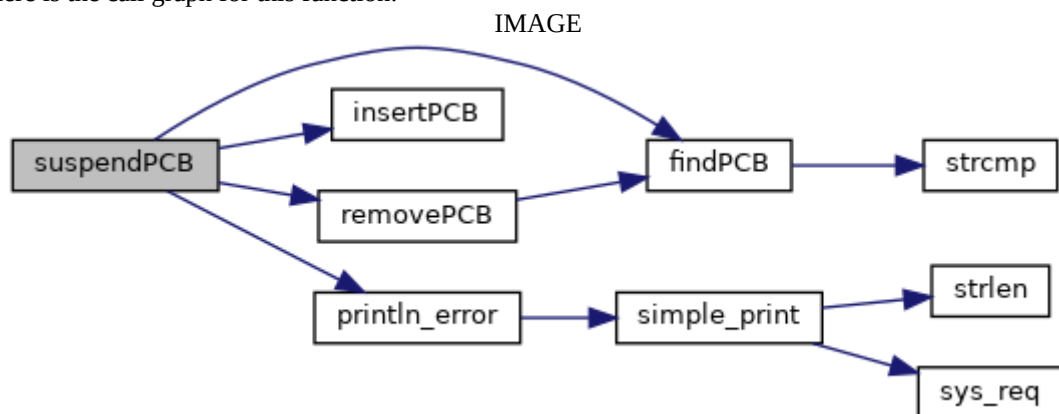 IMAGE
suspendPCB
insertPCB
removePCB
println_error
findPCB
simple_print
strcmp
strlen
sys_req